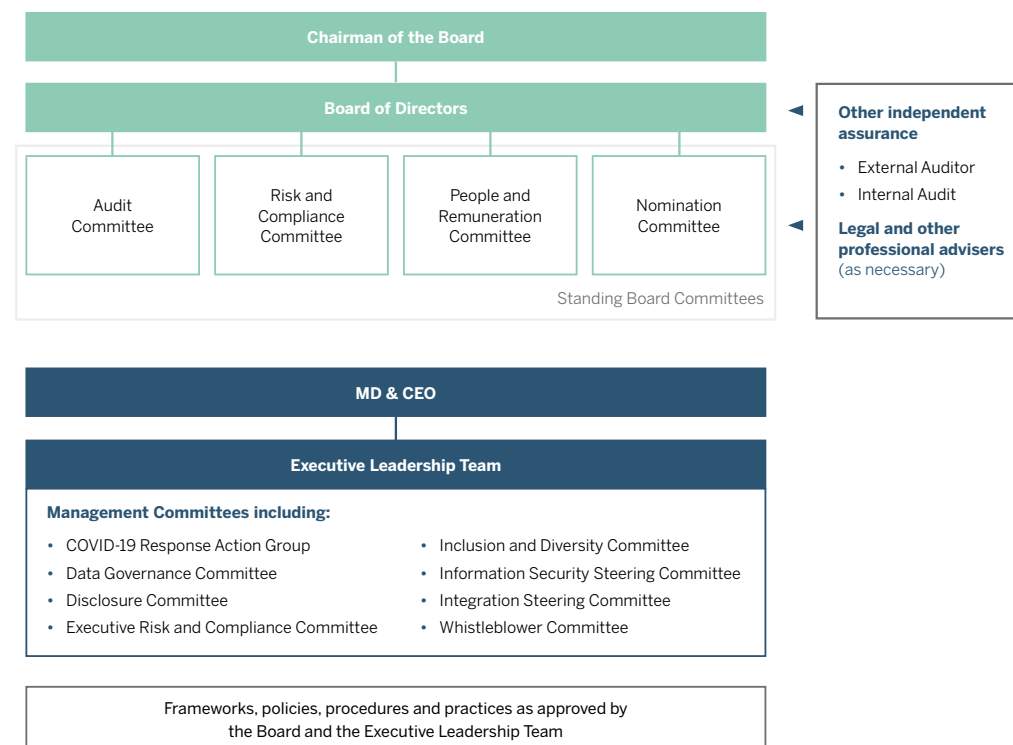 Chairman of the Board
Board of Directors
Audit
Committee
Risk and
Compliance
Committee
People and
Remuneration
Committee
Nomination
Committee
Standing Board Committees
Other independent
assurance
• External Auditor
• Internal Audit
Legal and other
professional advisers
(as necessary)
MD & CEO
Executive Leadership Team
Management Committees including:
• COVID-19 Response Action Group
• Data Governance Committee
• Disclosure Committee
• Executive Risk and Compliance Committee
• Inclusion and Diversity Committee
• Information Security Steering Committee
• Integration Steering Committee
• Whistleblower Committee
Frameworks, policies, procedures and practices as approved by
the Board and the Executive Leadership Team